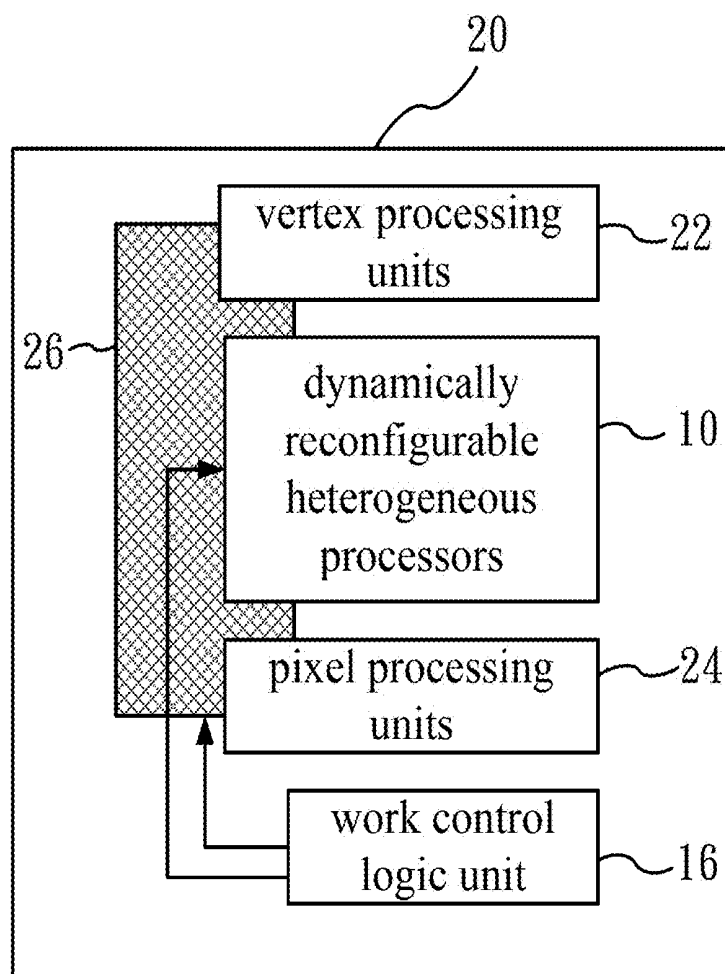 20
vertex processing
units
22
26
dynamically
reconfigurable
heterogeneous
processors
10
pixel processing
units
24
work control
logic unit
16